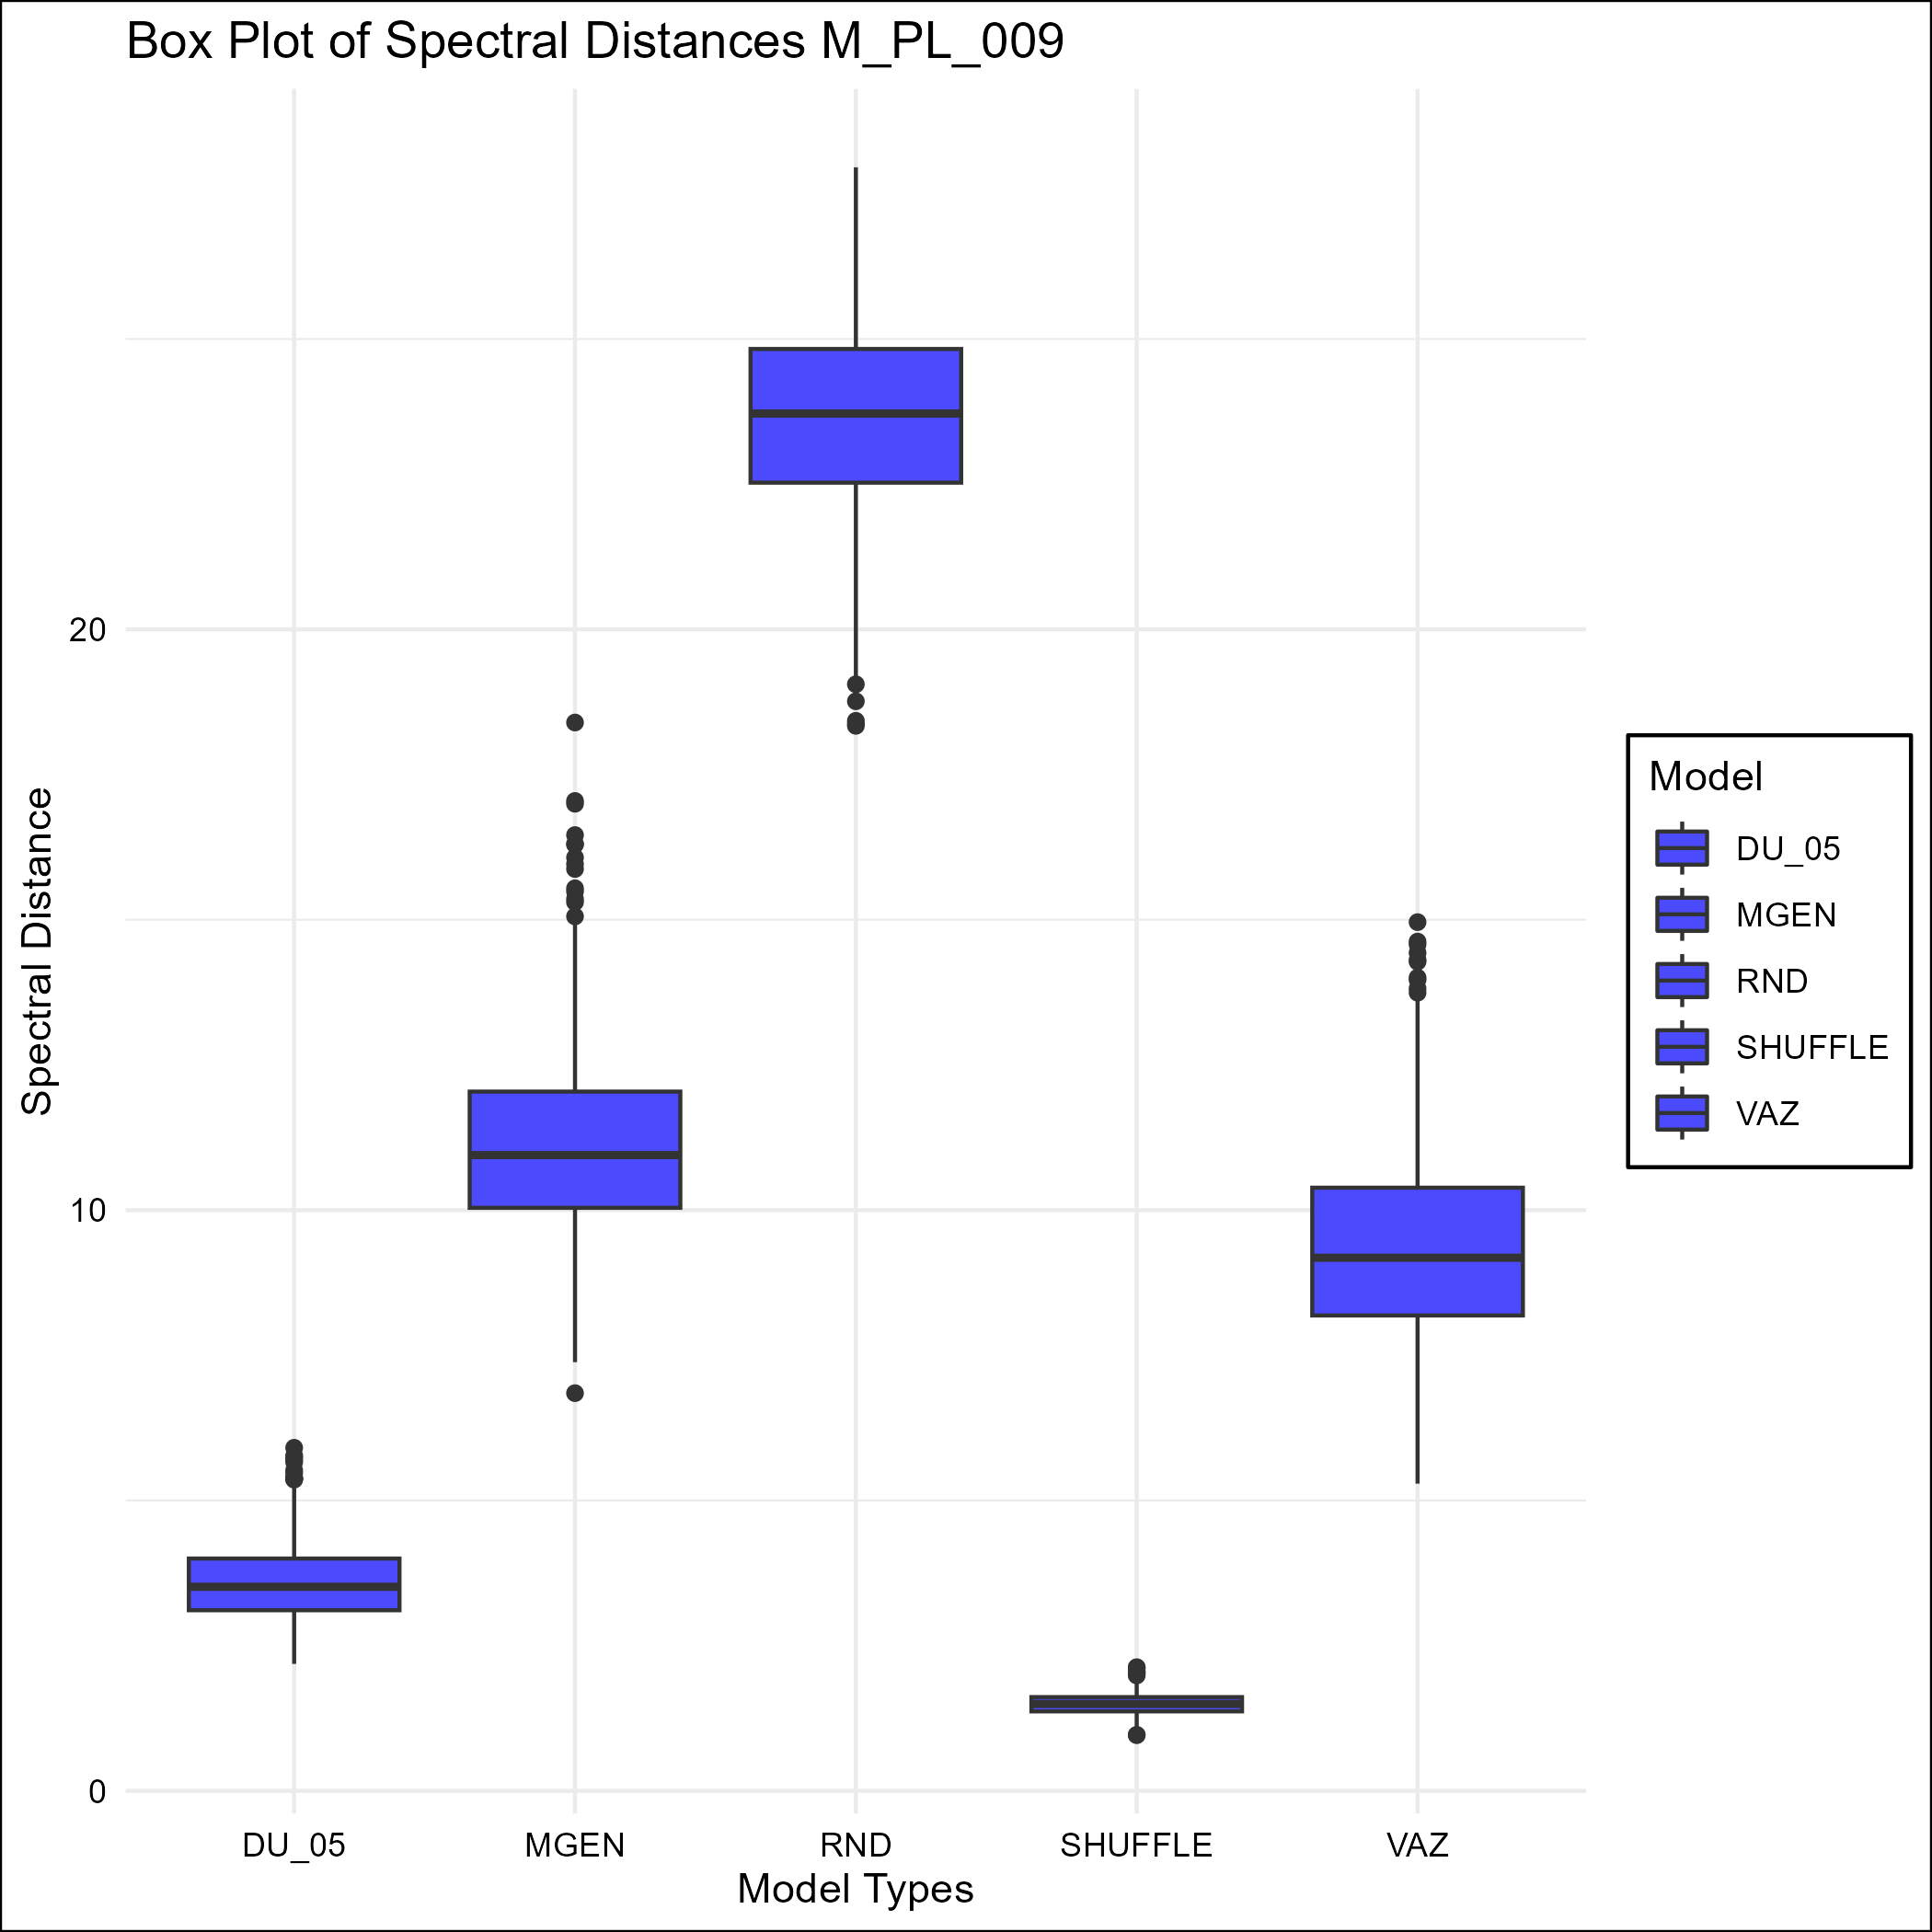 Box Plot of Spectral Distances M_PL_009
Spectral Distance
20
10
0
DU_05
MGEN
RND
SHUFFLE
VAZ
Model Types
Model
DU_05
MGEN
RND
SHUFFLE
VAZ